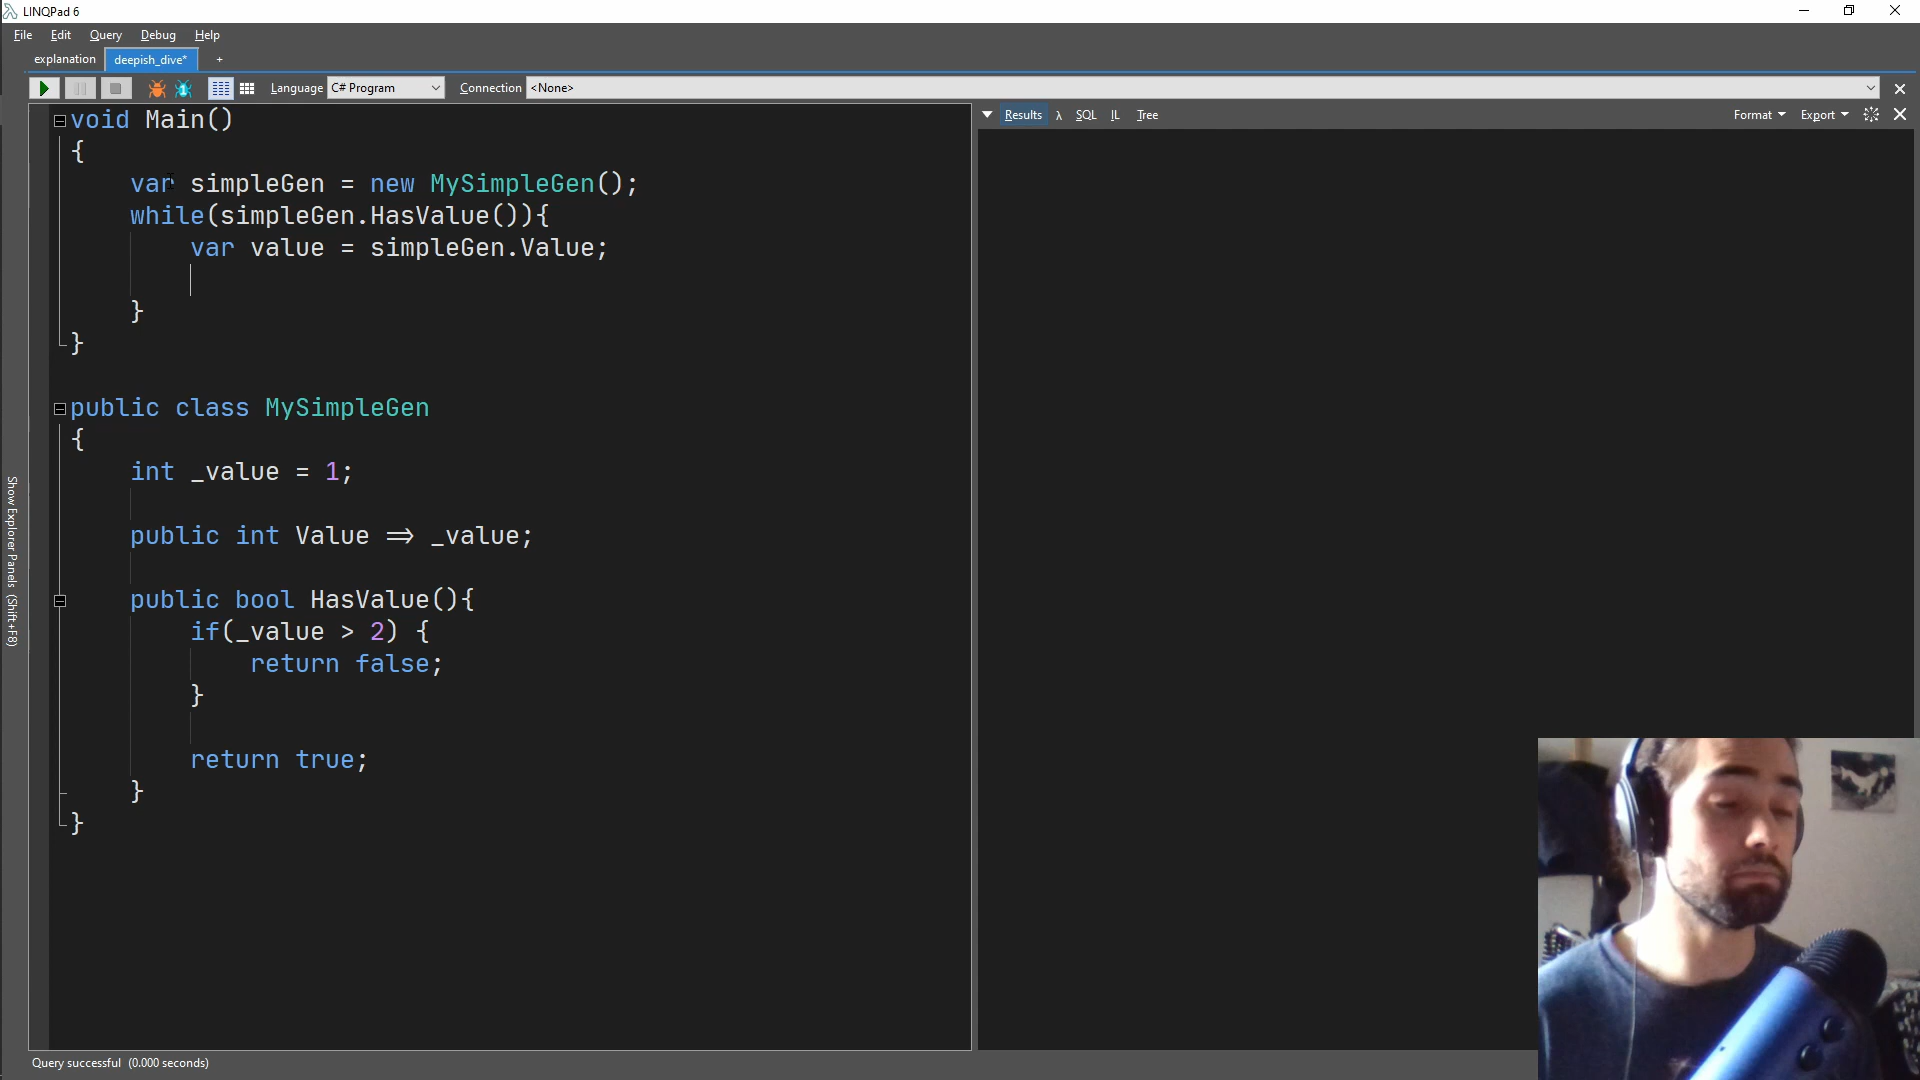 LINQPad 6
File Edit Query Debug Help
explanation deepish_dive* +
Language C# Program Connection <None>
void Main()
{
var simpleGen = new MySimpleGen();
while(simpleGen.HasValue()){
var value = simpleGen.Value;
}
}
public class MySimpleGen
{
int _value = 1;
public int Value => _value;
public bool HasValue(){
if(_value > 2) {
return false;
}
return true;
}
}
Results λ SQL IL Tree
Format Export
Show Explorer Panels (Shift+F8)
Query successful (0.000 seconds)